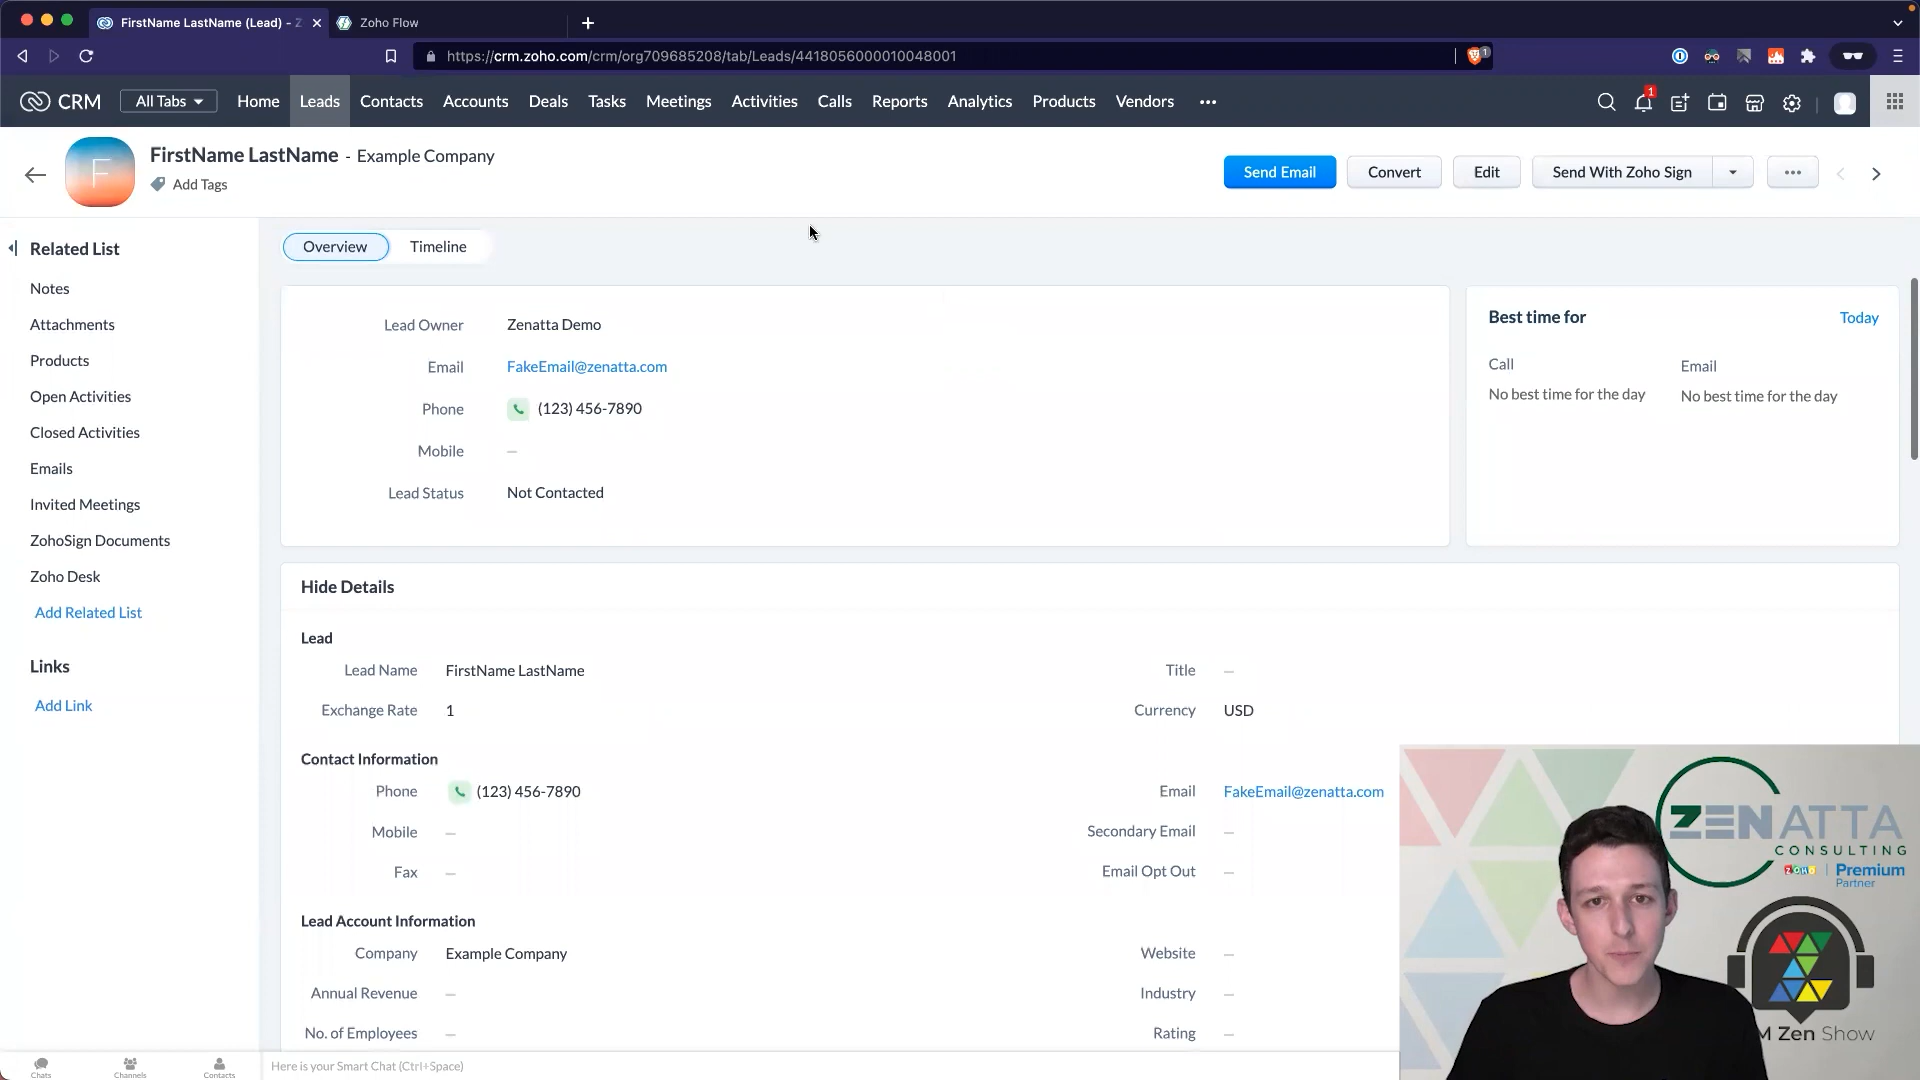 FirstName LastName (Lead) - Z
Zoho Flow
https://crm.zoho.com/crm/org709685208/tab/Leads/4418056000010048001
1
CRM
All Tabs
Home
Leads
Contacts
Accounts
Deals
Tasks
Meetings
Activities
Calls
Reports
Analytics
Products
Vendors
1
F
FirstName LastName - Example Company
Add Tags
Send Email
Convert
Edit
Send With Zoho Sign
Related List
Notes
Attachments
Products
Open Activities
Closed Activities
Emails
Invited Meetings
ZohoSign Documents
Zoho Desk
Add Related List
Links
Add Link
Overview
Timeline
Lead Owner Zenatta Demo
Email FakeEmail@zenatta.com
Phone (123) 456-7890
Mobile —
Lead Status Not Contacted
Best time for
Today
Call
No best time for the day
Email
No best time for the day
Hide Details
Lead
Lead Name FirstName LastName
Title —
Exchange Rate 1
Currency USD
Contact Information
Phone (123) 456-7890
Email FakeEmail@zenatta.com
Mobile —
Secondary Email —
Fax —
Email Opt Out —
Lead Account Information
Company Example Company
Website —
Annual Revenue —
Industry —
No. of Employees —
Rating —
Chats
Channels
Contacts
Here is your Smart Chat (Ctrl+Space)
ZENATTA
CONSULTING
ZOHO | Premium
Partner
M Zen Show